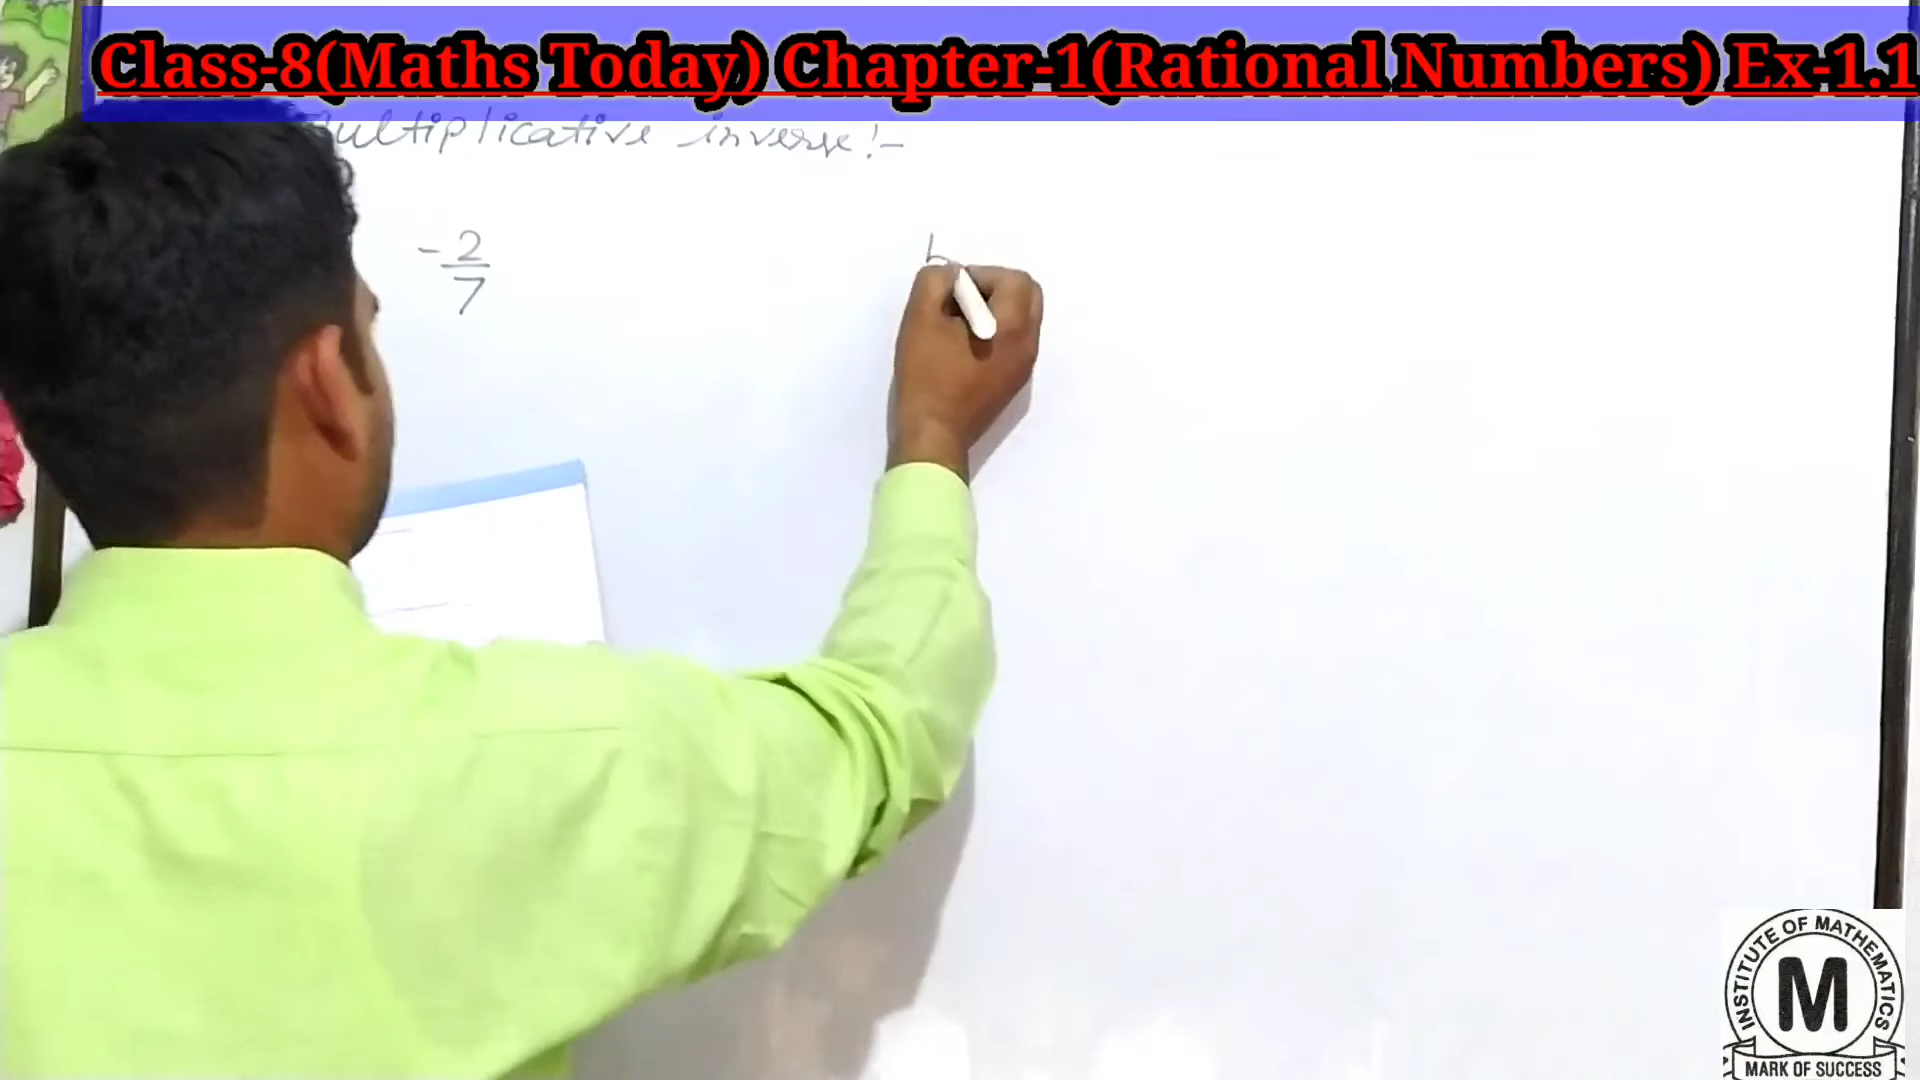 Class-8(Maths Today) Chapter-1(Rational Numbers) Ex-1.1
Multiplicative inverse:-
-2
7
INSTITUTE OF MATHEMATICS
M
MARK OF SUCCESS